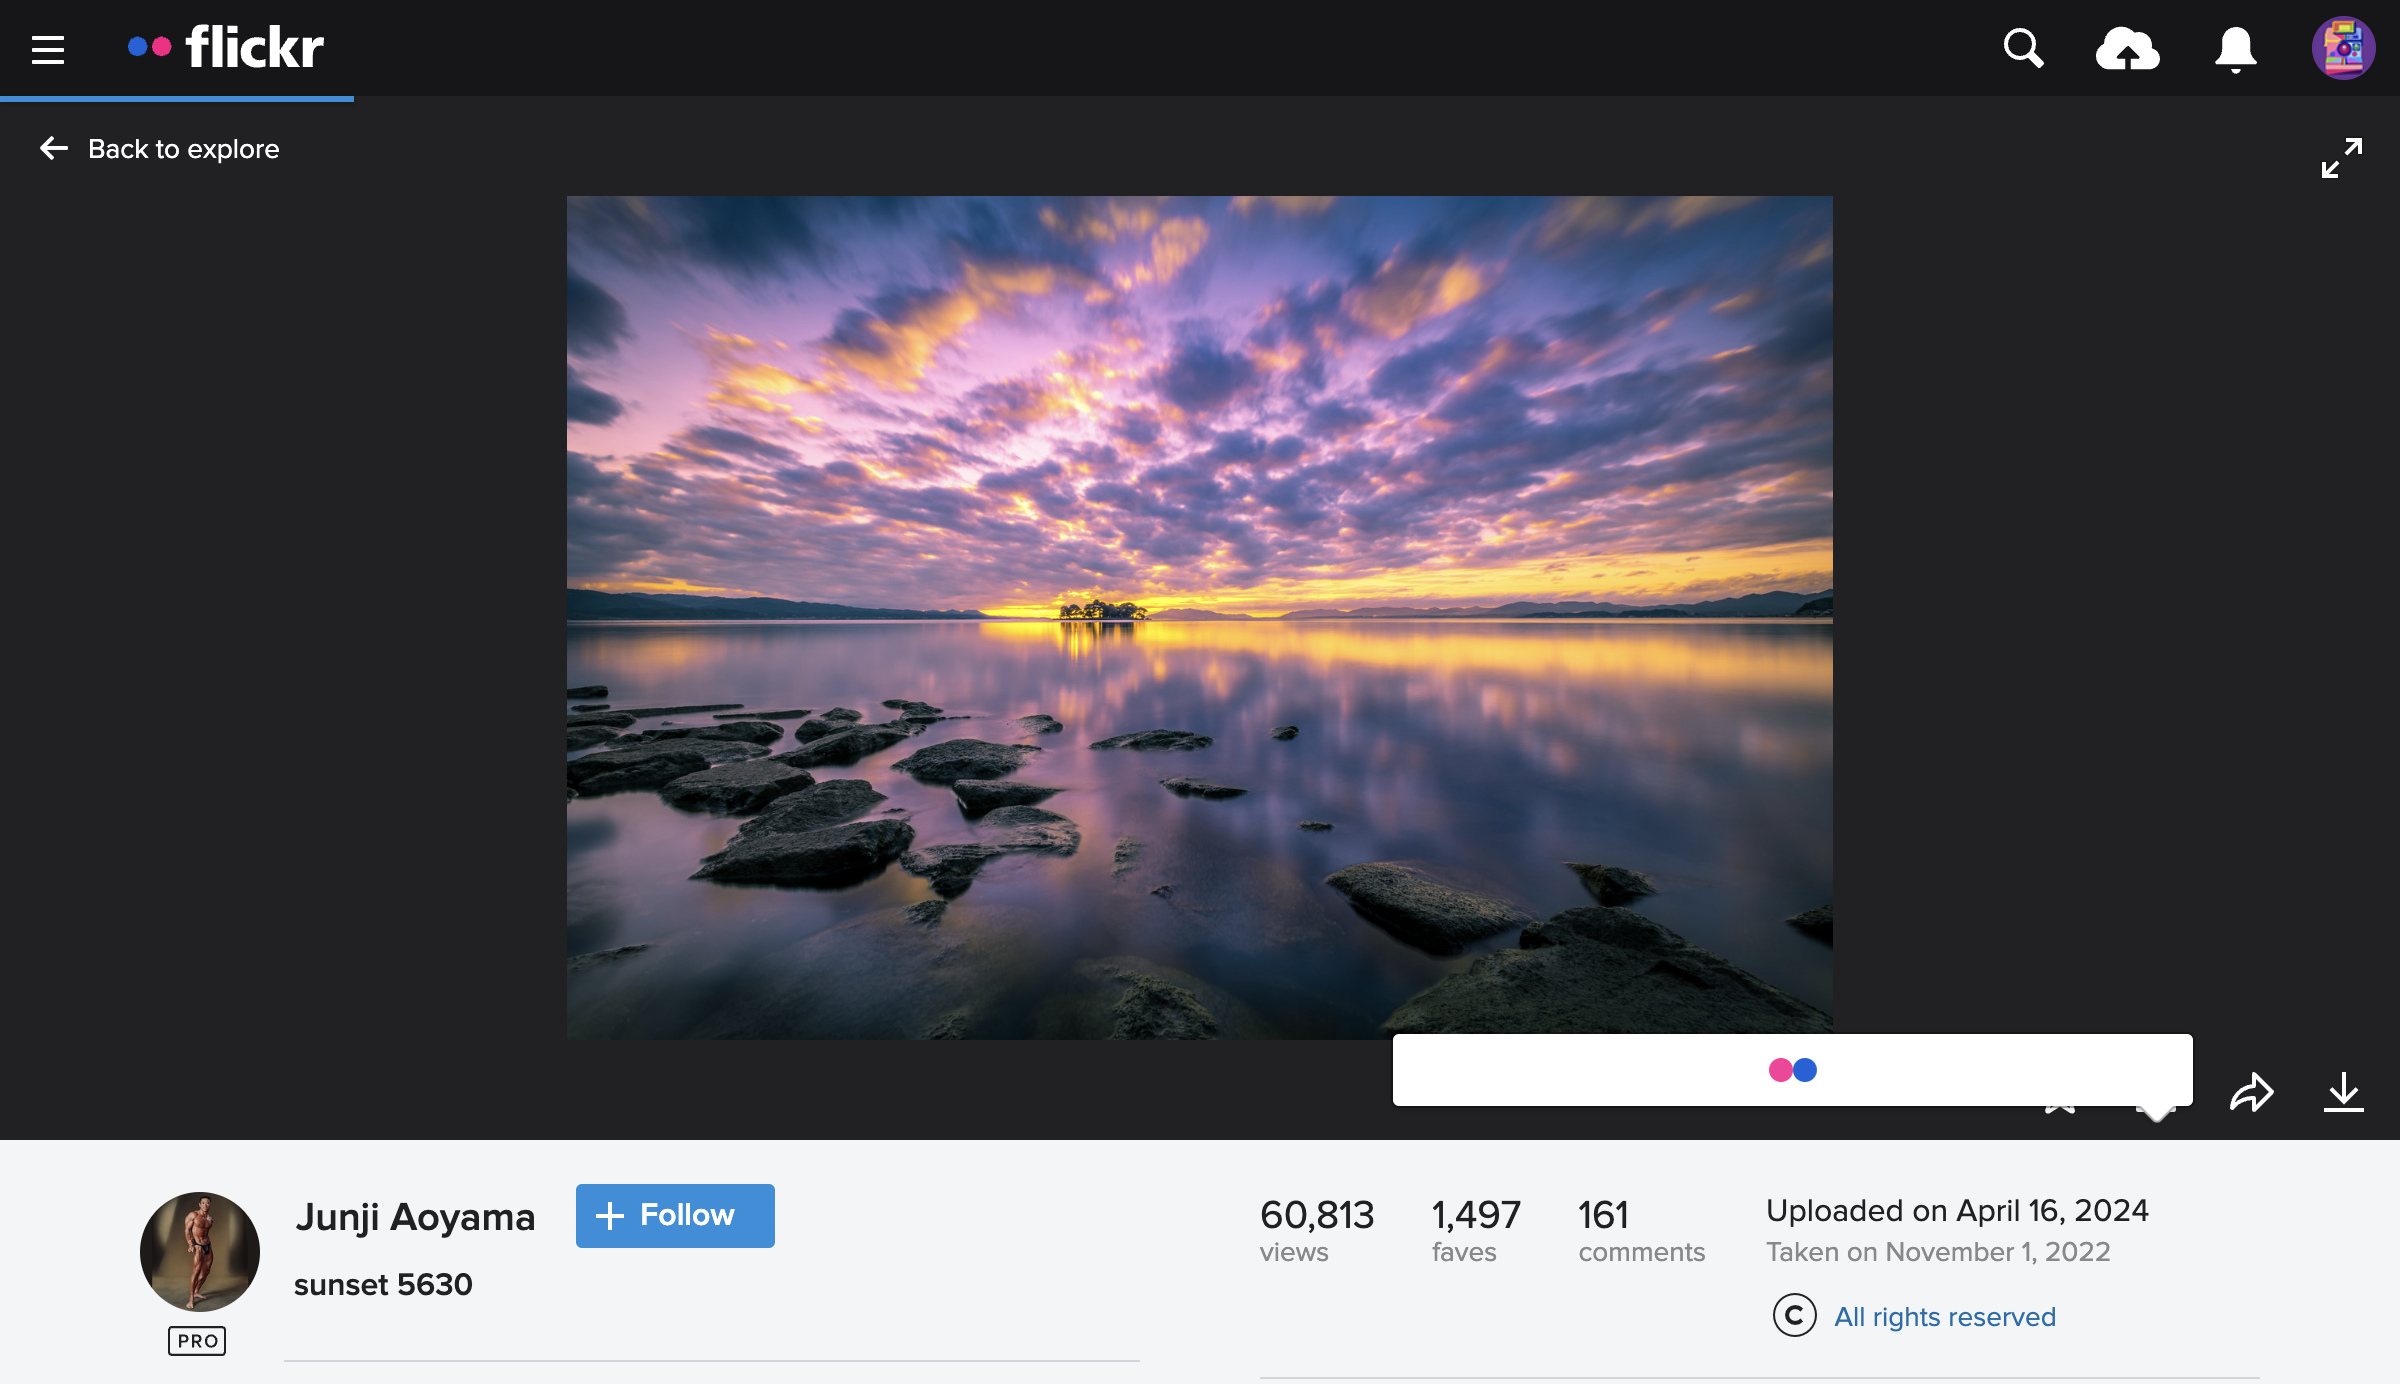 flickr
Back to explore
Junji Aoyama
Follow
sunset 5630
PRO
60,813
views
1,497
faves
161
comments
Uploaded on April 16, 2024
Taken on November 1, 2022
All rights reserved